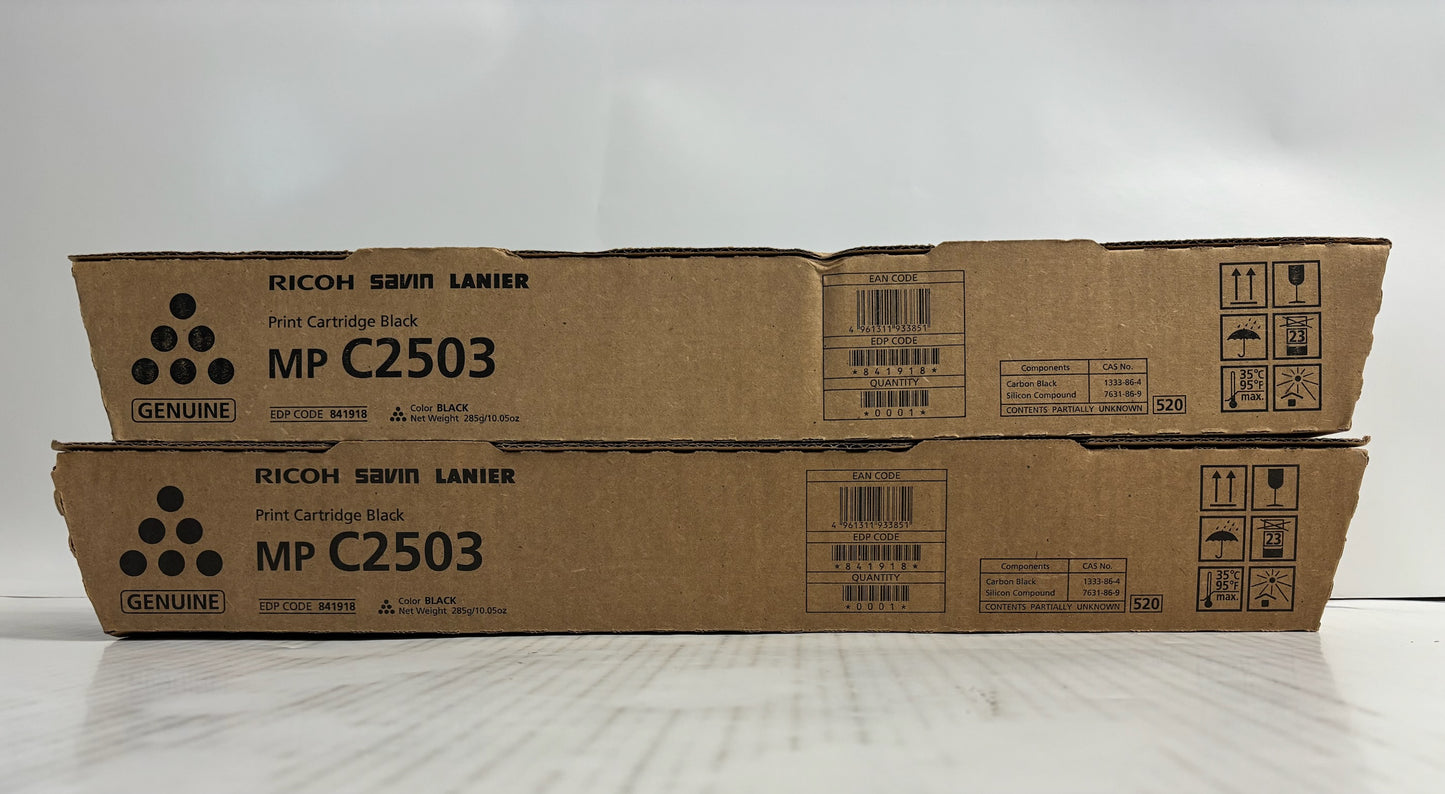 RICOH savin LANIER
Print Cartridge Black
MP C2503
GENUINE
EDP CODE 841918
Color BLACK
Net Weight 285g/10.05oz
EAN CODE
4 961311 933851
EDP CODE
*841918*
QUANTITY
*0001*
Components CAS No.
Carbon Black 1333-86-4
Silicon Compound 7631-86-9
CONTENTS PARTIALLY UNKNOWN
520
23
35°C
95°F
max.
RICOH savin LANIER
Print Cartridge Black
MP C2503
GENUINE
EDP CODE 841918
Color BLACK
Net Weight 285g/10.05oz
EAN CODE
4 961311 933851
EDP CODE
*841918*
QUANTITY
*0001*
Components CAS No.
Carbon Black 1333-86-4
Silicon Compound 7631-86-9
CONTENTS PARTIALLY UNKNOWN
520
23
35°C
95°F
max.